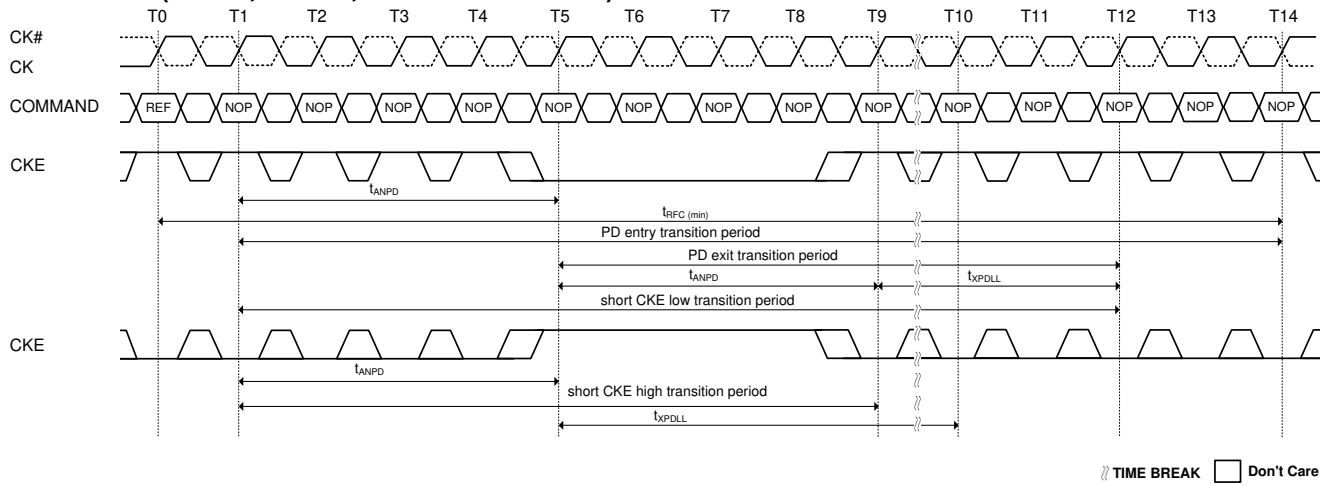 T0 T1 T2 T3 T4 T5 T6 T7 T8 T9 T10 T11 T12 T13 T14
CK#
CK
COMMAND REF NOP NOP NOP NOP NOP NOP NOP NOP NOP NOP NOP NOP NOP NOP
CKE
tANPD
tRFC (min)
PD entry transition period
PD exit transition period
tANPD tXPDLL
short CKE low transition period
CKE
tANPD
short CKE high transition period
tXPDLL
TIME BREAK Don't Care